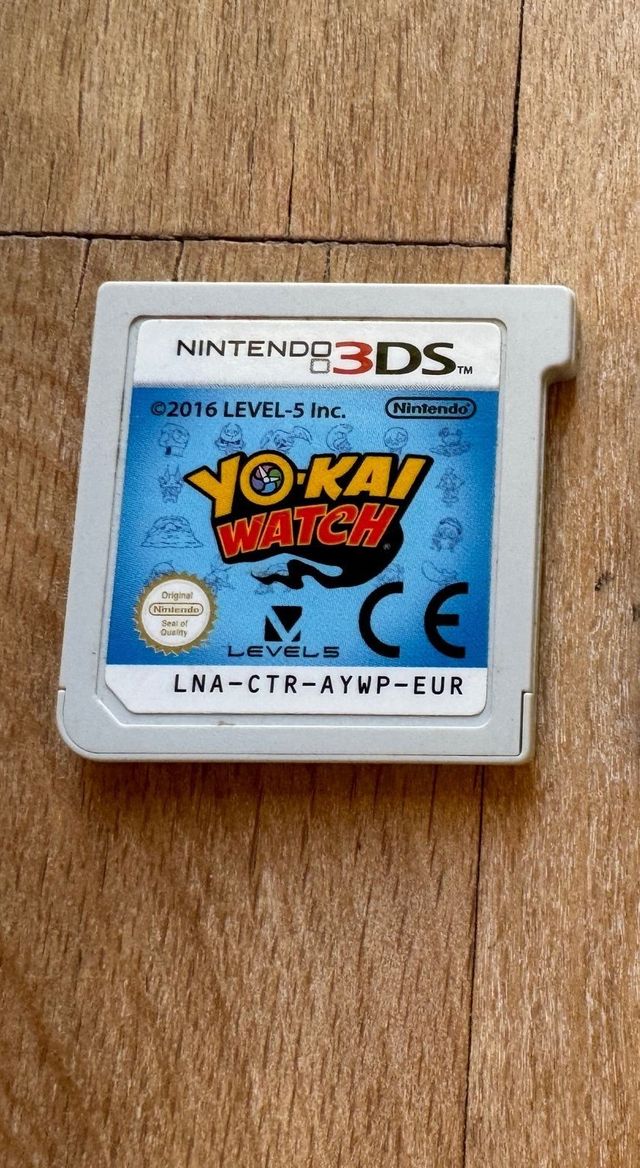 NINTENDO 3DS™
©2016 LEVEL-5 Inc.
Nintendo®
YO-KAI
WATCH®
Original
Nintendo
Seal of
Quality
LEVEL5
CE
LNA-CTR-AYWP-EUR